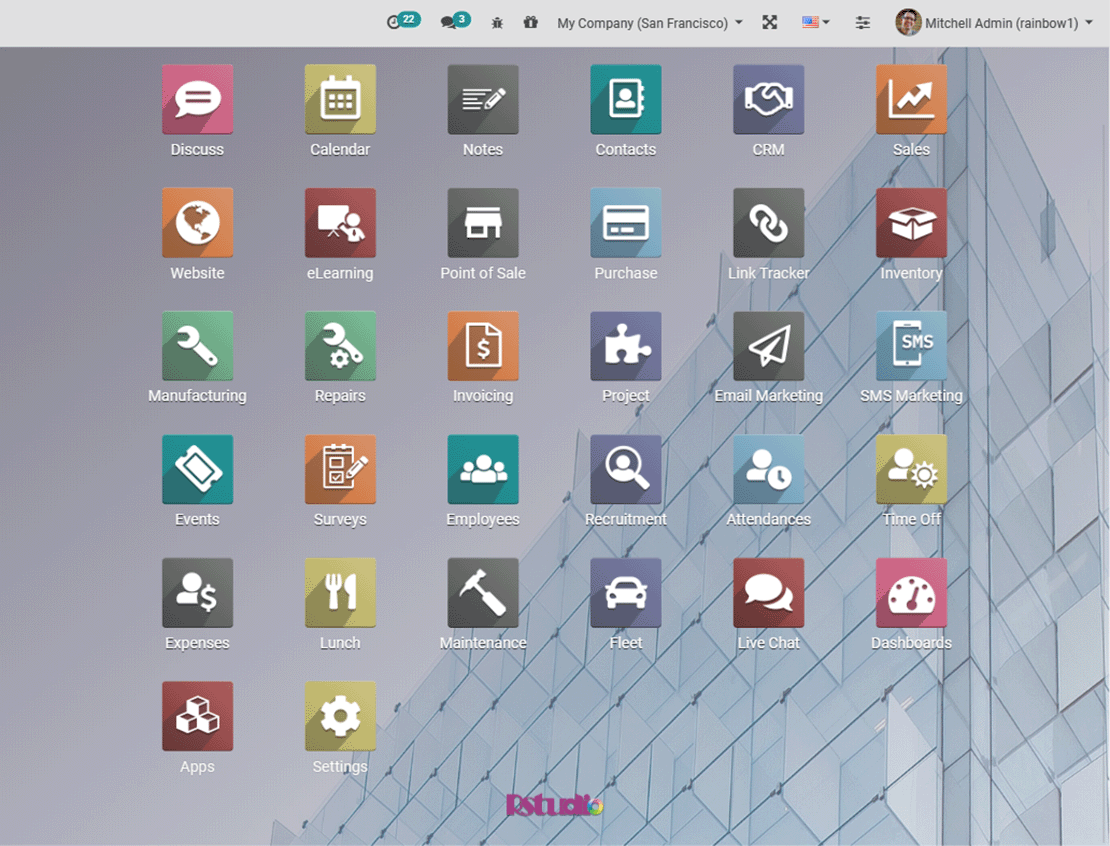 22 3 My Company (San Francisco) Mitchell Admin (rainbow1)
Discuss Calendar Notes Contacts CRM Sales
Website eLearning Point of Sale Purchase Link Tracker Inventory
SMS
Manufacturing Repairs Invoicing Project Email Marketing SMS Marketing
Events Surveys Employees Recruitment Attendances Time Off
Expenses Lunch Maintenance Fleet Live Chat Dashboards
Apps Settings
RStudio